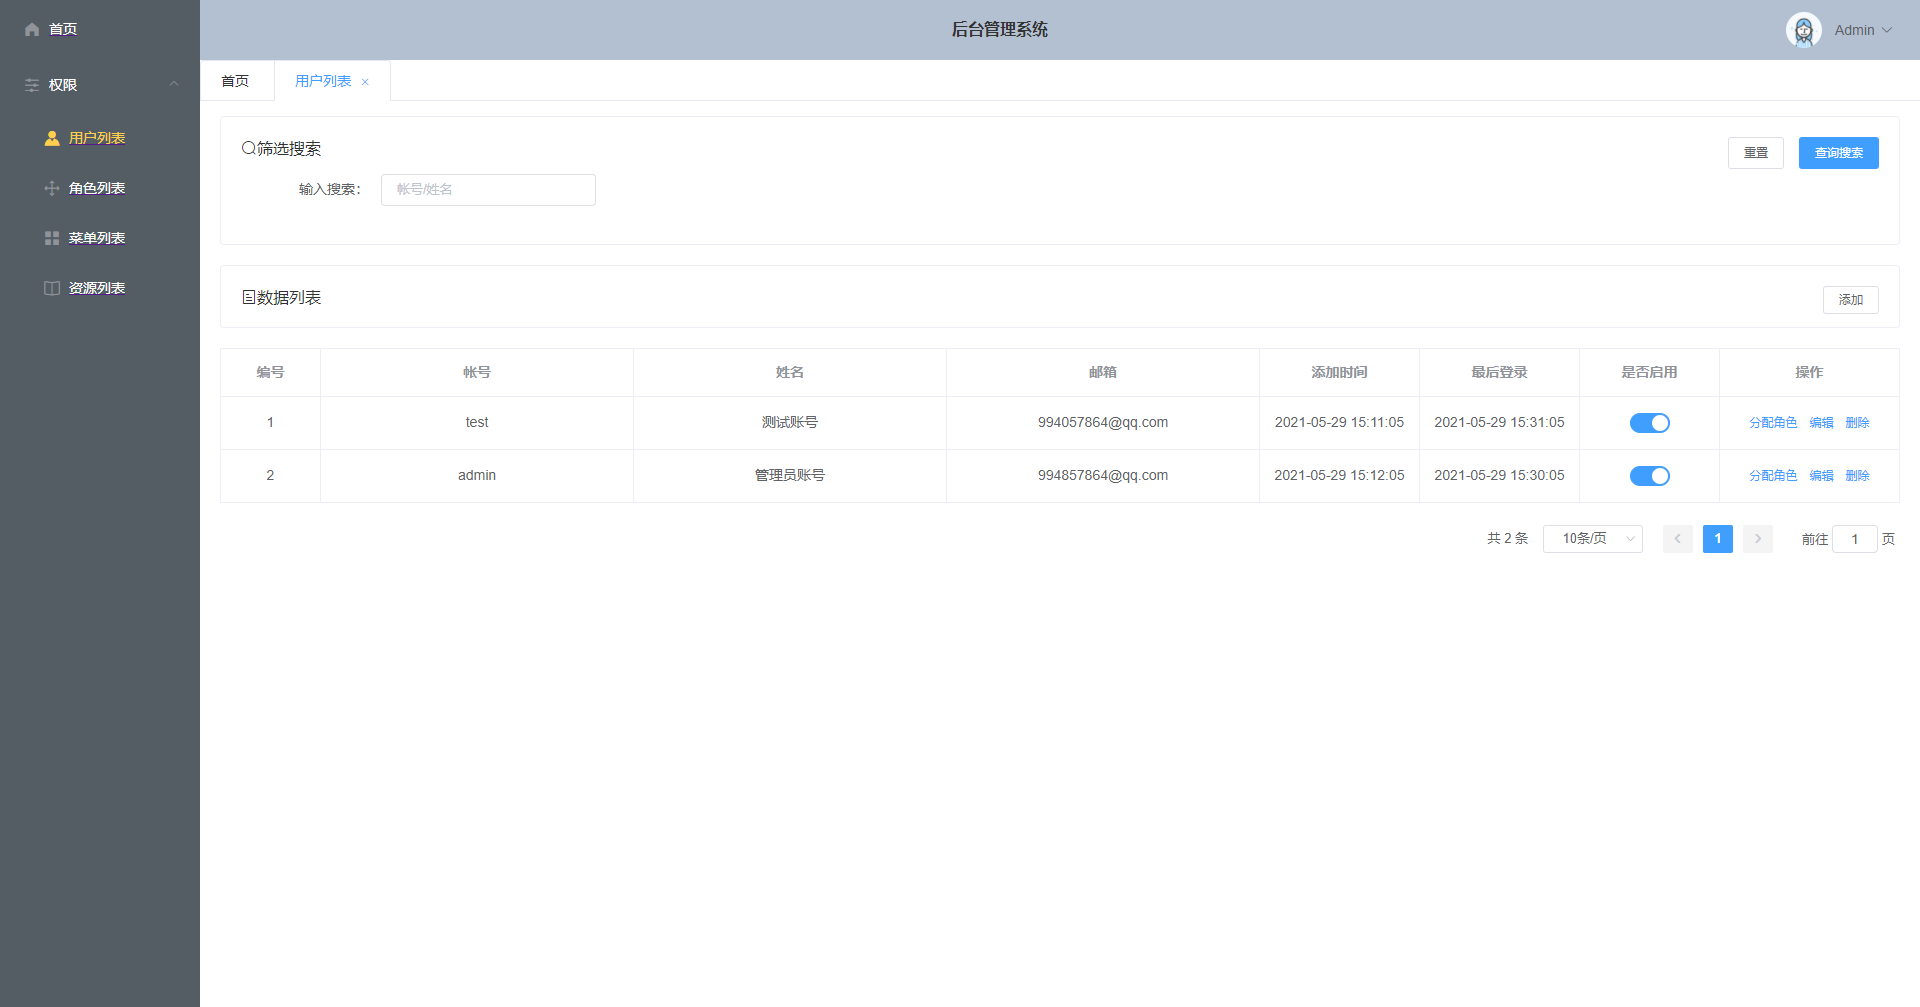 首页
权限
用户列表
角色列表
菜单列表
资源列表
后台管理系统
Admin
首页
用户列表
筛选搜索
重置
查询搜索
输入搜索：
帐号/姓名
数据列表
添加
编号 帐号 姓名 邮箱 添加时间 最后登录 是否启用 操作
1 test 测试账号 994057864@qq.com 2021-05-29 15:11:05 2021-05-29 15:31:05 分配角色 编辑 删除
2 admin 管理员账号 994857864@qq.com 2021-05-29 15:12:05 2021-05-29 15:30:05 分配角色 编辑 删除
共 2 条 10条/页 1 前往 1 页